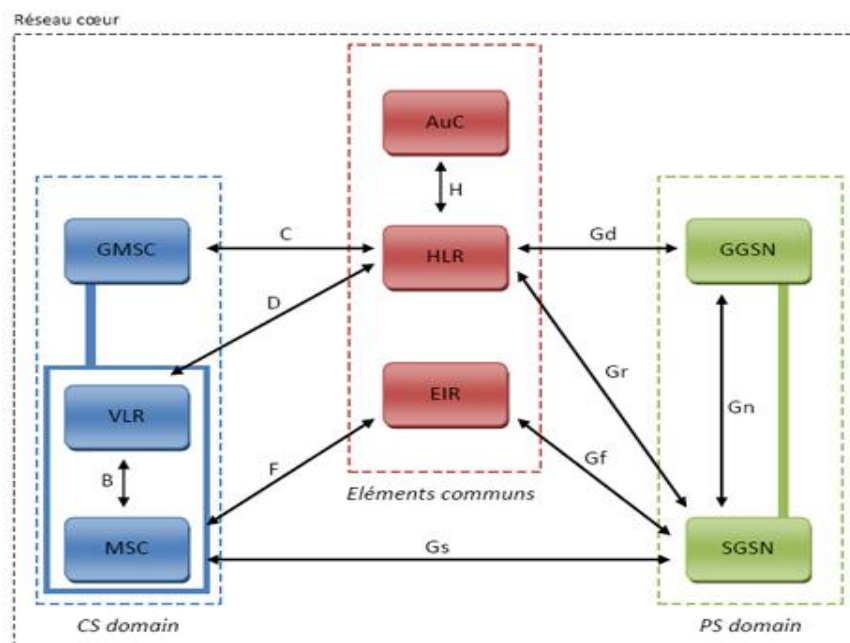 Réseau cœur
AuC
H
GMSC
C
HLR
Gd
GGSN
D
Gr
VLR
EIR
Gn
B
F
Gf
Eléments communs
MSC
Gs
SGSN
CS domain
PS domain